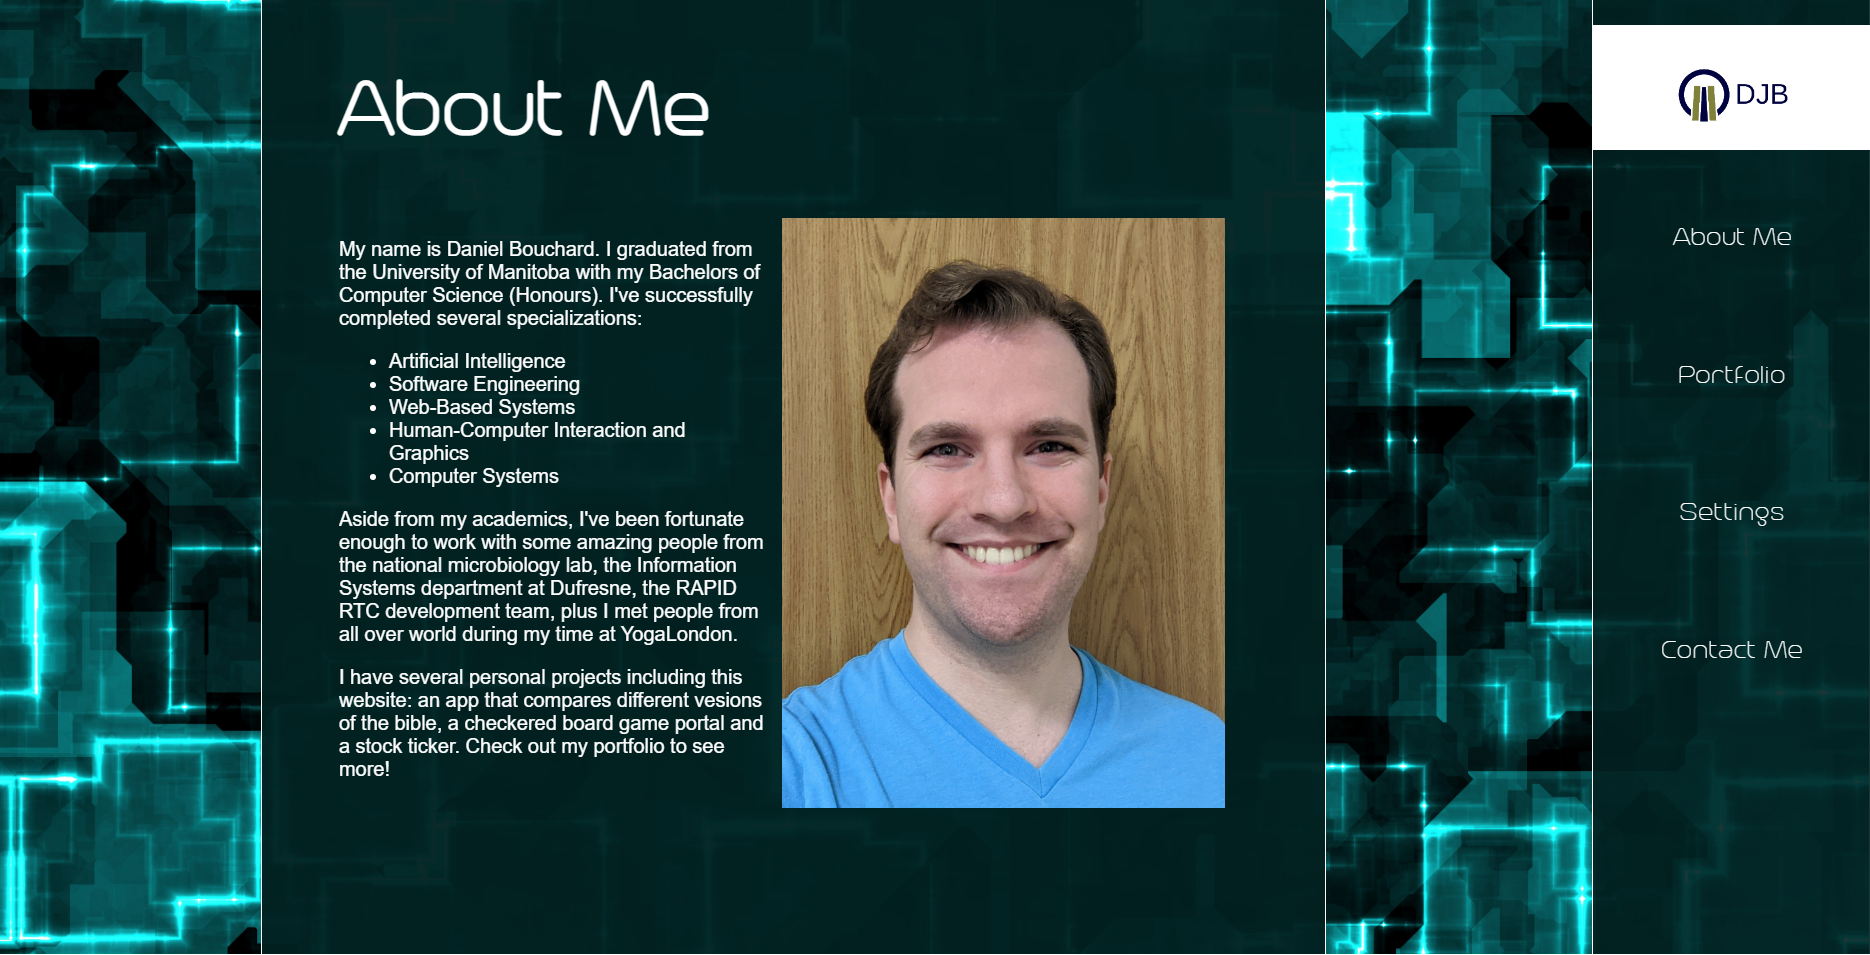 About Me
My name is Daniel Bouchard. I graduated from
the University of Manitoba with my Bachelors of
Computer Science (Honours). I've successfully
completed several specializations:
• Artificial Intelligence
• Software Engineering
• Web-Based Systems
• Human-Computer Interaction and
Graphics
• Computer Systems
Aside from my academics, I've been fortunate
enough to work with some amazing people from
the national microbiology lab, the Information
Systems department at Dufresne, the RAPID
RTC development team, plus I met people from
all over world during my time at YogaLondon.
I have several personal projects including this
website: an app that compares different vesions
of the bible, a checkered board game portal and
a stock ticker. Check out my portfolio to see
more!
DJB
About Me
Portfolio
Settings
Contact Me